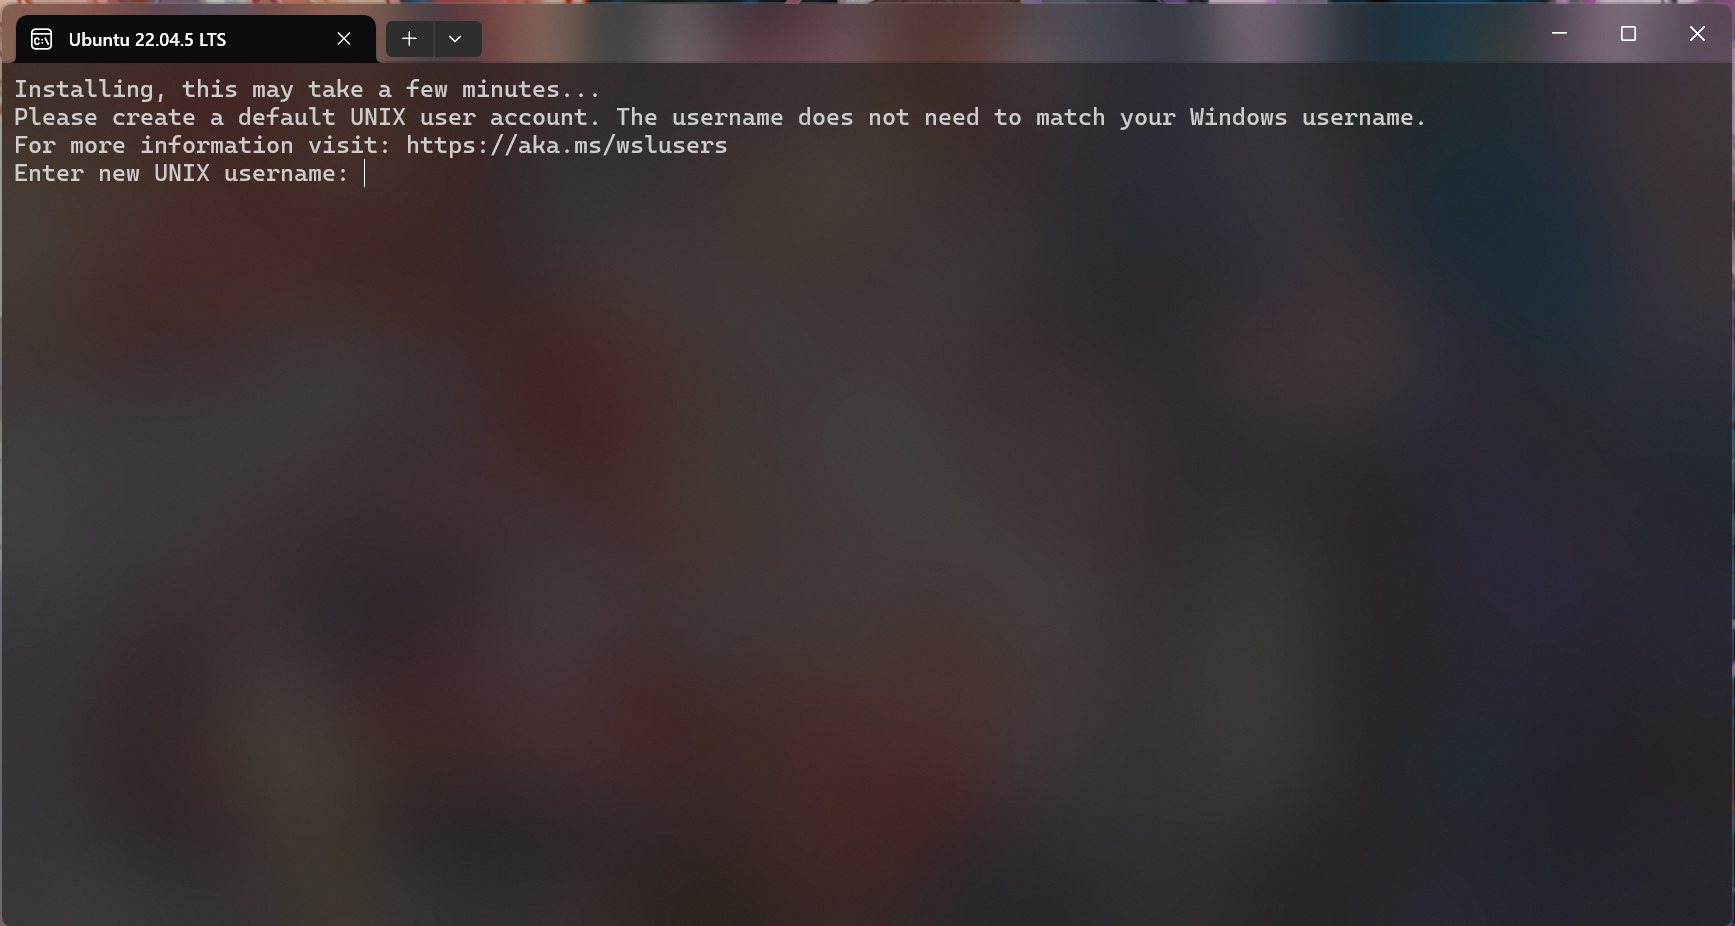 Ubuntu 22.04.5 LTS
Installing, this may take a few minutes...
Please create a default UNIX user account. The username does not need to match your Windows username.
For more information visit: https://aka.ms/wslusers
Enter new UNIX username: